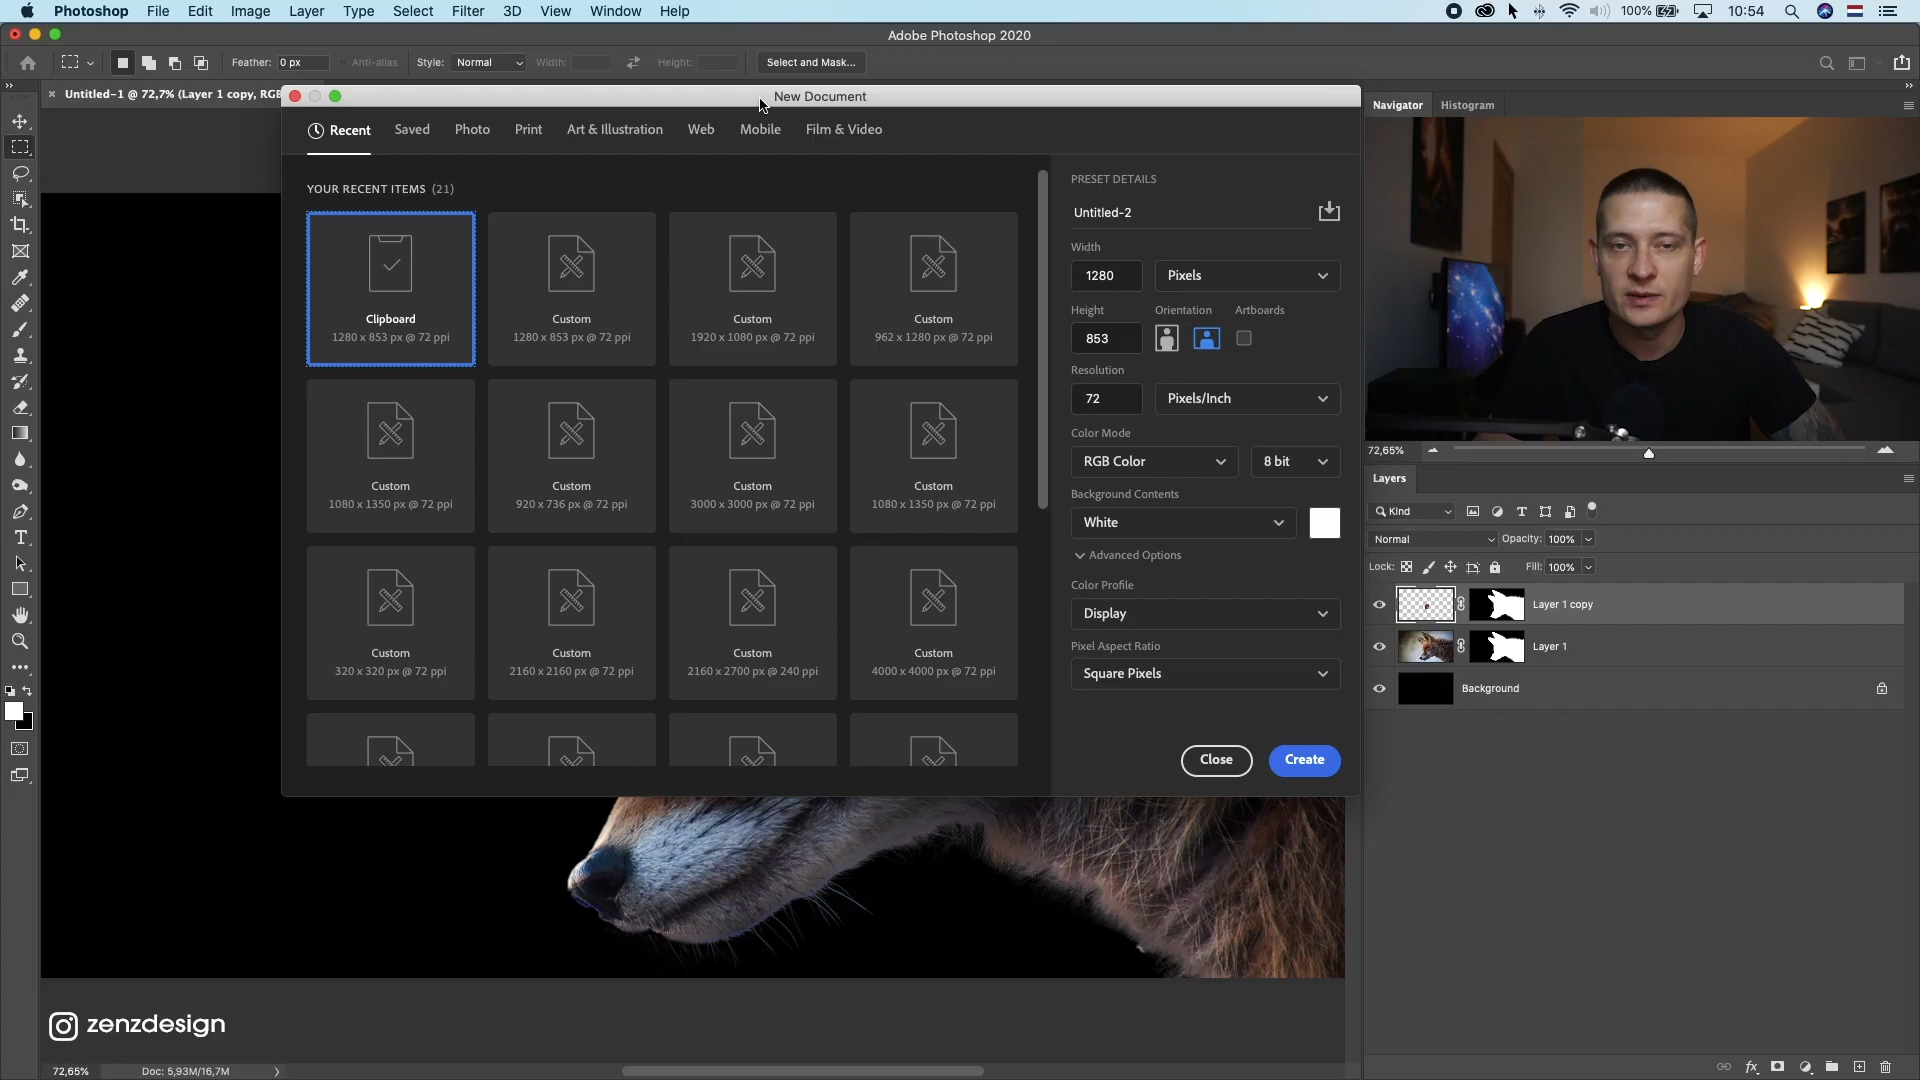 Photoshop File Edit Image Layer Type Select Filter 3D View Window Help 100% 10:54
Adobe Photoshop 2020
Feather: 0 px Anti-alias Style: Normal Width: Height: Select and Mask...
× Untitled-1 @ 72,7% (Layer 1 copy, RGB
New Document
Navigator Histogram
Recent Saved Photo Print Art & Illustration Web Mobile Film & Video
YOUR RECENT ITEMS (21)
Clipboard
1280 x 853 px @ 72 ppi
Custom
1280 x 853 px @ 72 ppi
Custom
1920 x 1080 px @ 72 ppi
Custom
962 x 1280 px @ 72 ppi
Custom
1080 x 1350 px @ 72 ppi
Custom
920 x 736 px @ 72 ppi
Custom
3000 x 3000 px @ 72 ppi
Custom
1080 x 1350 px @ 72 ppi
Custom
320 x 320 px @ 72 ppi
Custom
2160 x 2160 px @ 72 ppi
Custom
2160 x 2700 px @ 240 ppi
Custom
4000 x 4000 px @ 72 ppi
PRESET DETAILS
Untitled-2
Width
1280 Pixels
Height Orientation Artboards
853
Resolution
72 Pixels/Inch
Color Mode
RGB Color 8 bit
Background Contents
White
Advanced Options
Color Profile
Display
Pixel Aspect Ratio
Square Pixels
Close Create
72,65%
Layers
Kind
Normal Opacity: 100%
Lock: Fill: 100%
Layer 1 copy
Layer 1
Background
zenzdesign
72,65% Doc: 5,93M/16,7M